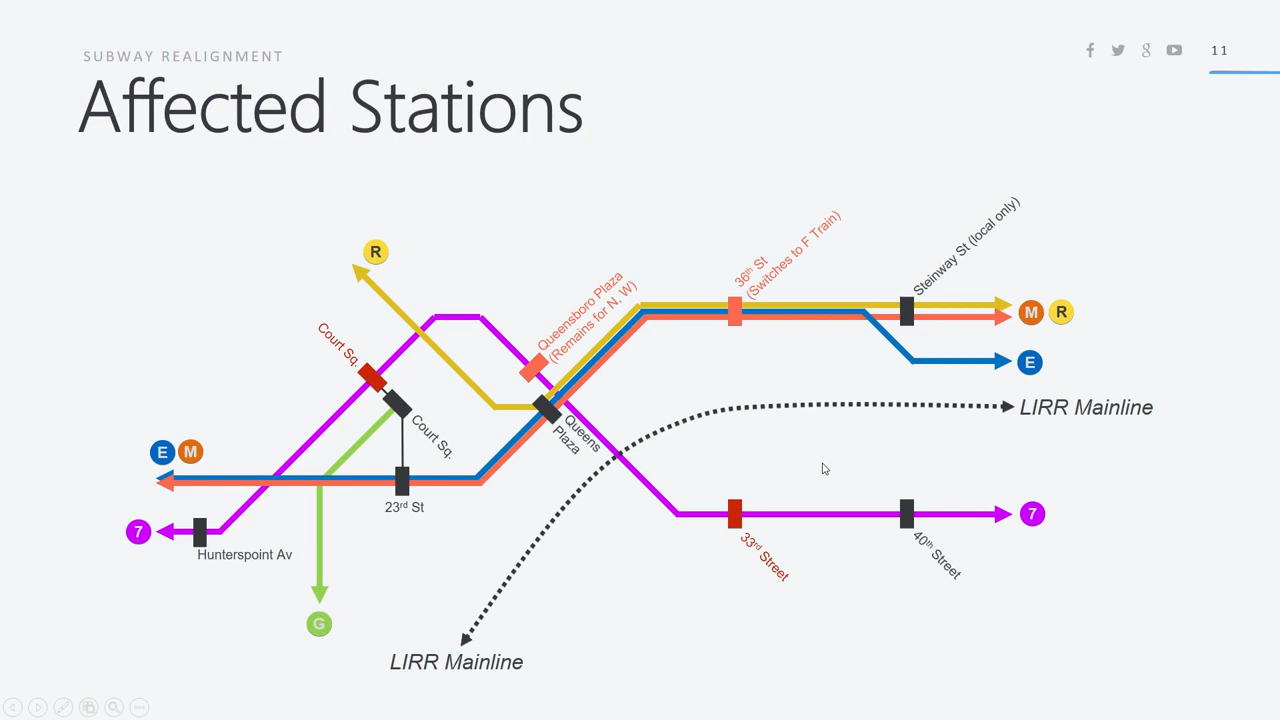 SUBWAY REALIGNMENT
11
Affected Stations
R
Court Sq.
Queensboro Plaza
(Remains for N, W)
36th St
(Switches to F Train)
Steinway St (local only)
M
R
E
LIRR Mainline
Court Sq.
Queens
Plaza
E
M
23rd St
7
Hunterspoint Av
33rd Street
40th Street
7
G
LIRR Mainline